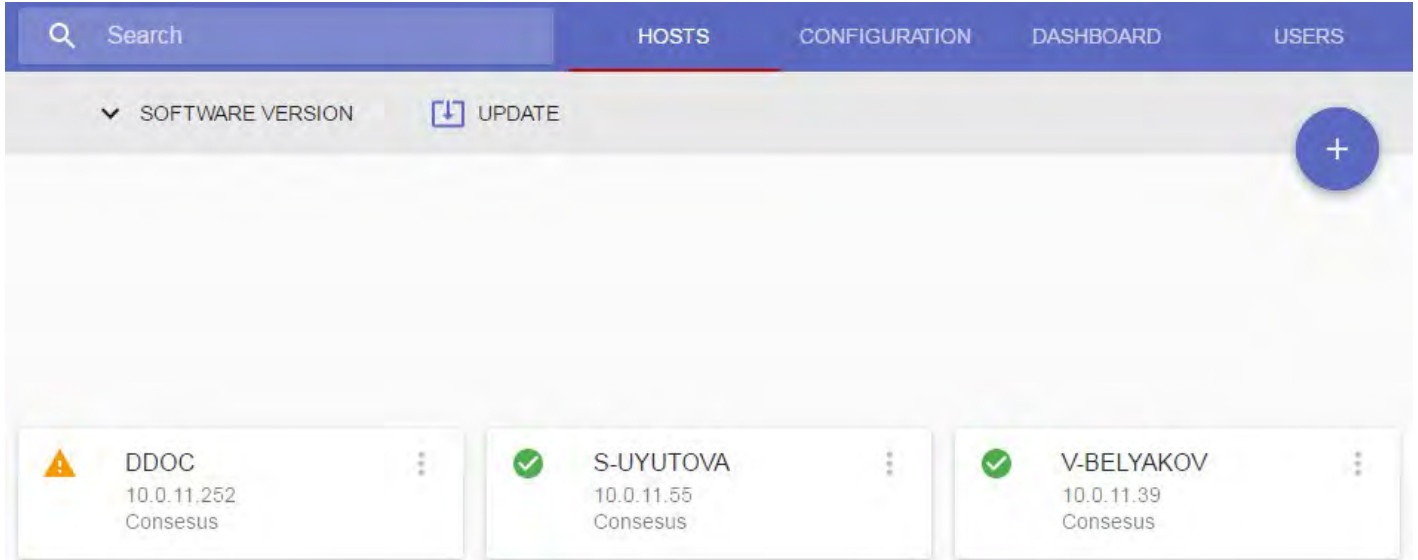 Search HOSTS CONFIGURATION DASHBOARD USERS
SOFTWARE VERSION UPDATE
DDOC
10.0.11.252
Consesus
S-UYUTOVA
10.0.11.55
Consesus
V-BELYAKOV
10.0.11.39
Consesus